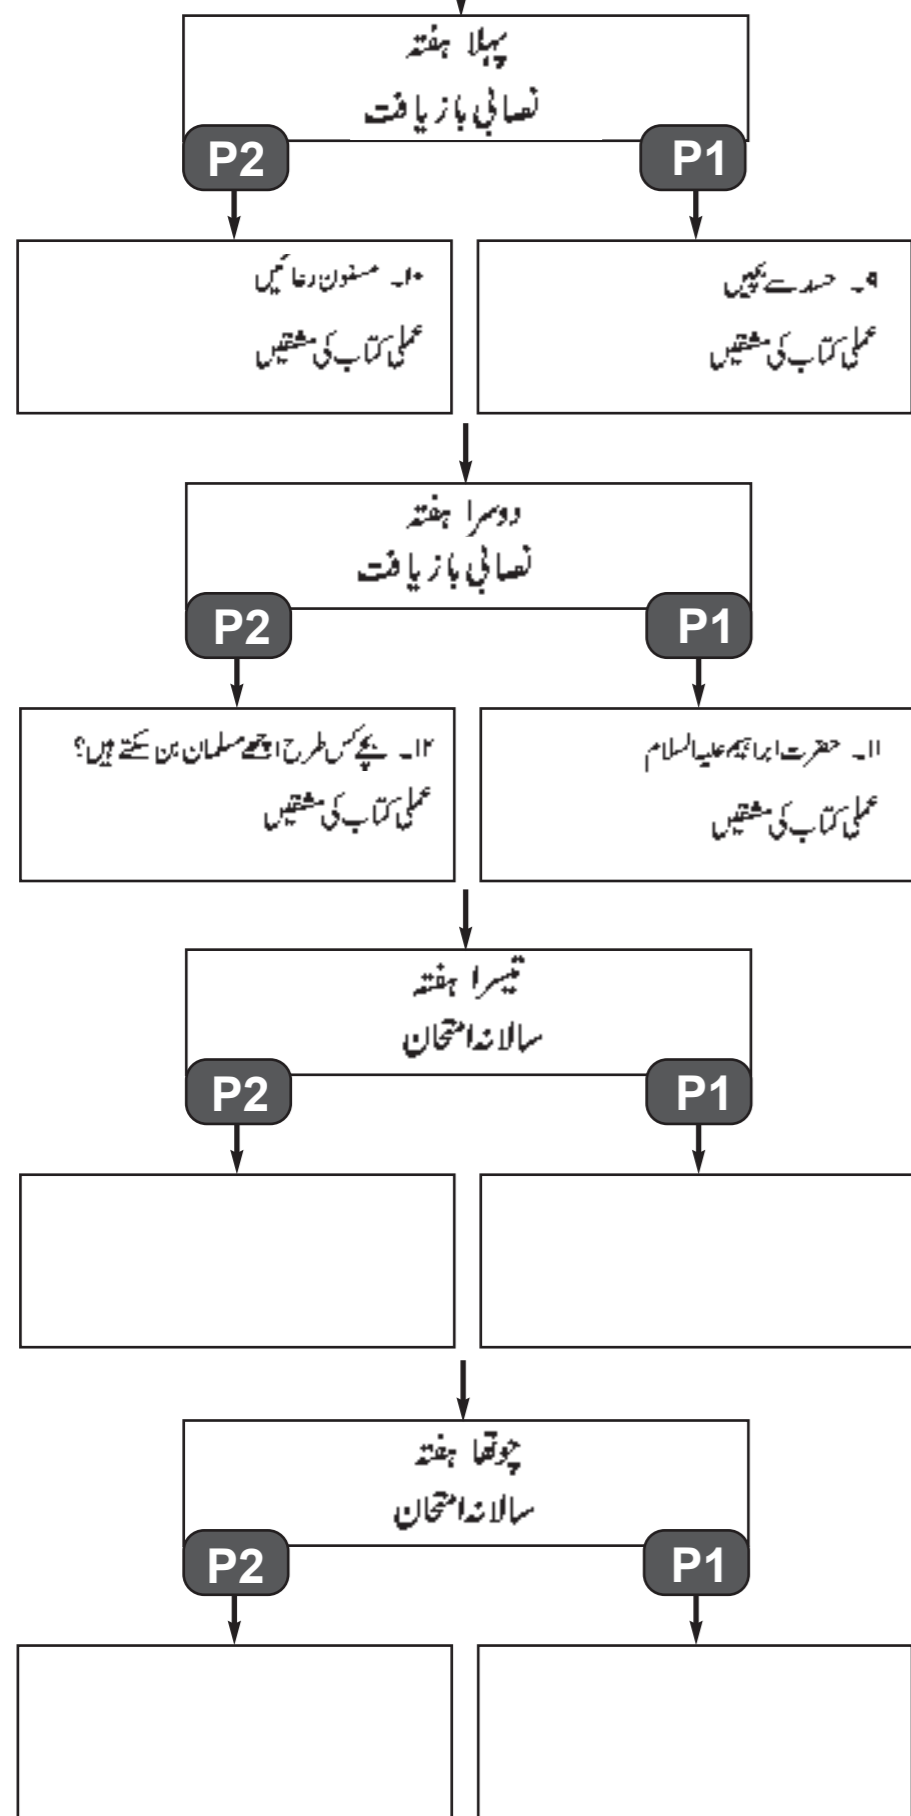 پہلا ہفتہ
نصابی بازیافت
P1
P2
۹۔ حسد سے بچیں
عملی کتاب کی مشقیں
۱۰۔ مسنون دعائیں
عملی کتاب کی مشقیں
دوسرا ہفتہ
نصابی بازیافت
P1
P2
۱۱۔ حضرت ابراہیم علیہ السلام
عملی کتاب کی مشقیں
۱۲۔ بچے کس طرح اچھے مسلمان بن سکتے ہیں؟
عملی کتاب کی مشقیں
تیسرا ہفتہ
سالانہ امتحان
P1
P2
چوتھا ہفتہ
سالانہ امتحان
P1
P2